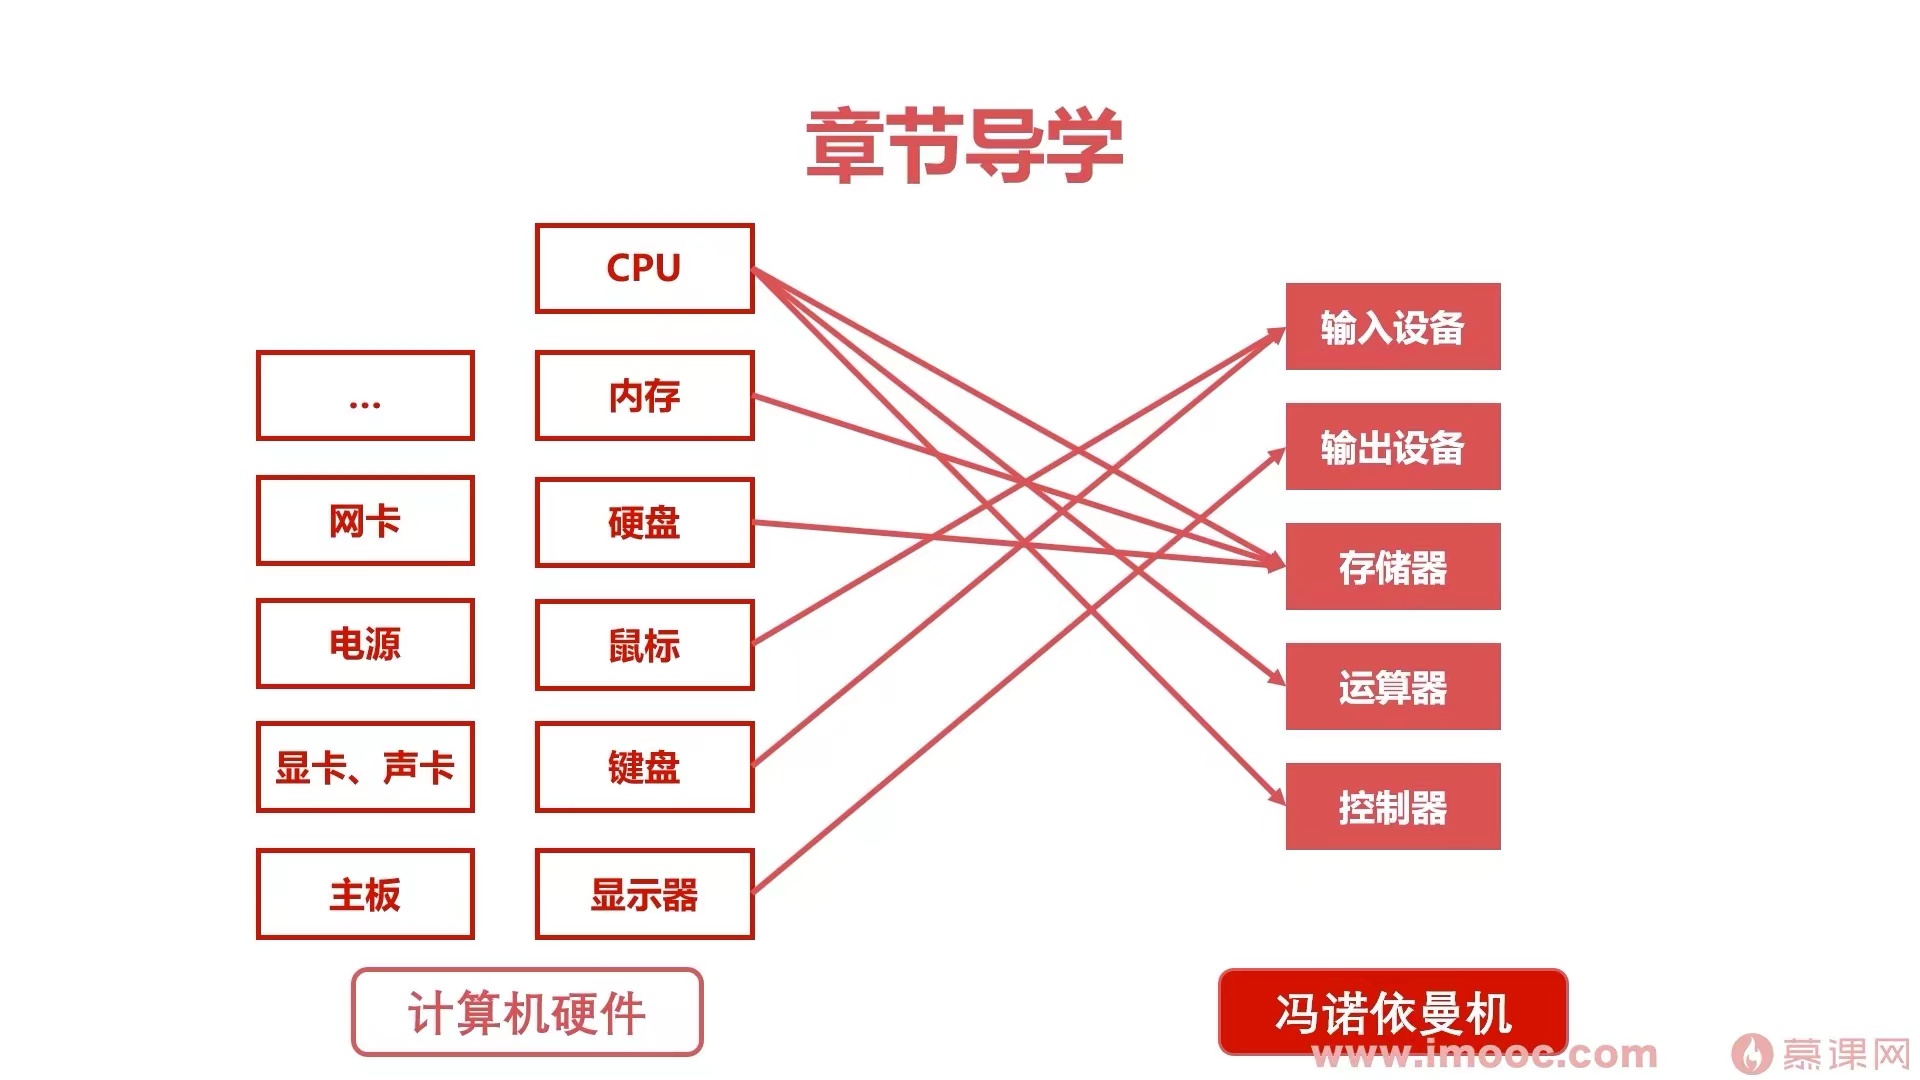 章节导学
CPU
…
内存
网卡
硬盘
电源
鼠标
显卡、声卡
键盘
主板
显示器
计算机硬件
输入设备
输出设备
存储器
运算器
控制器
冯诺依曼机
www.imooc.com
慕课网